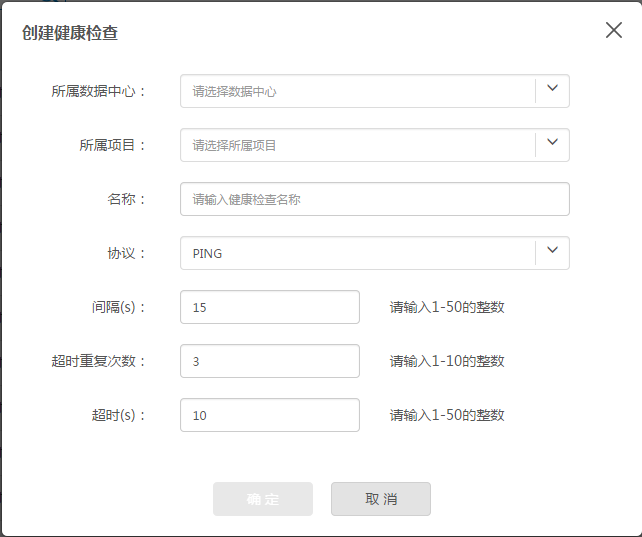 创建健康检查
所属数据中心： 请选择数据中心
所属项目： 请选择所属项目
名称： 请输入健康检查名称
协议： PING
间隔(s)： 15 请输入1-50的整数
超时重复次数： 3 请输入1-10的整数
超时(s)： 10 请输入1-50的整数
确 定 取 消